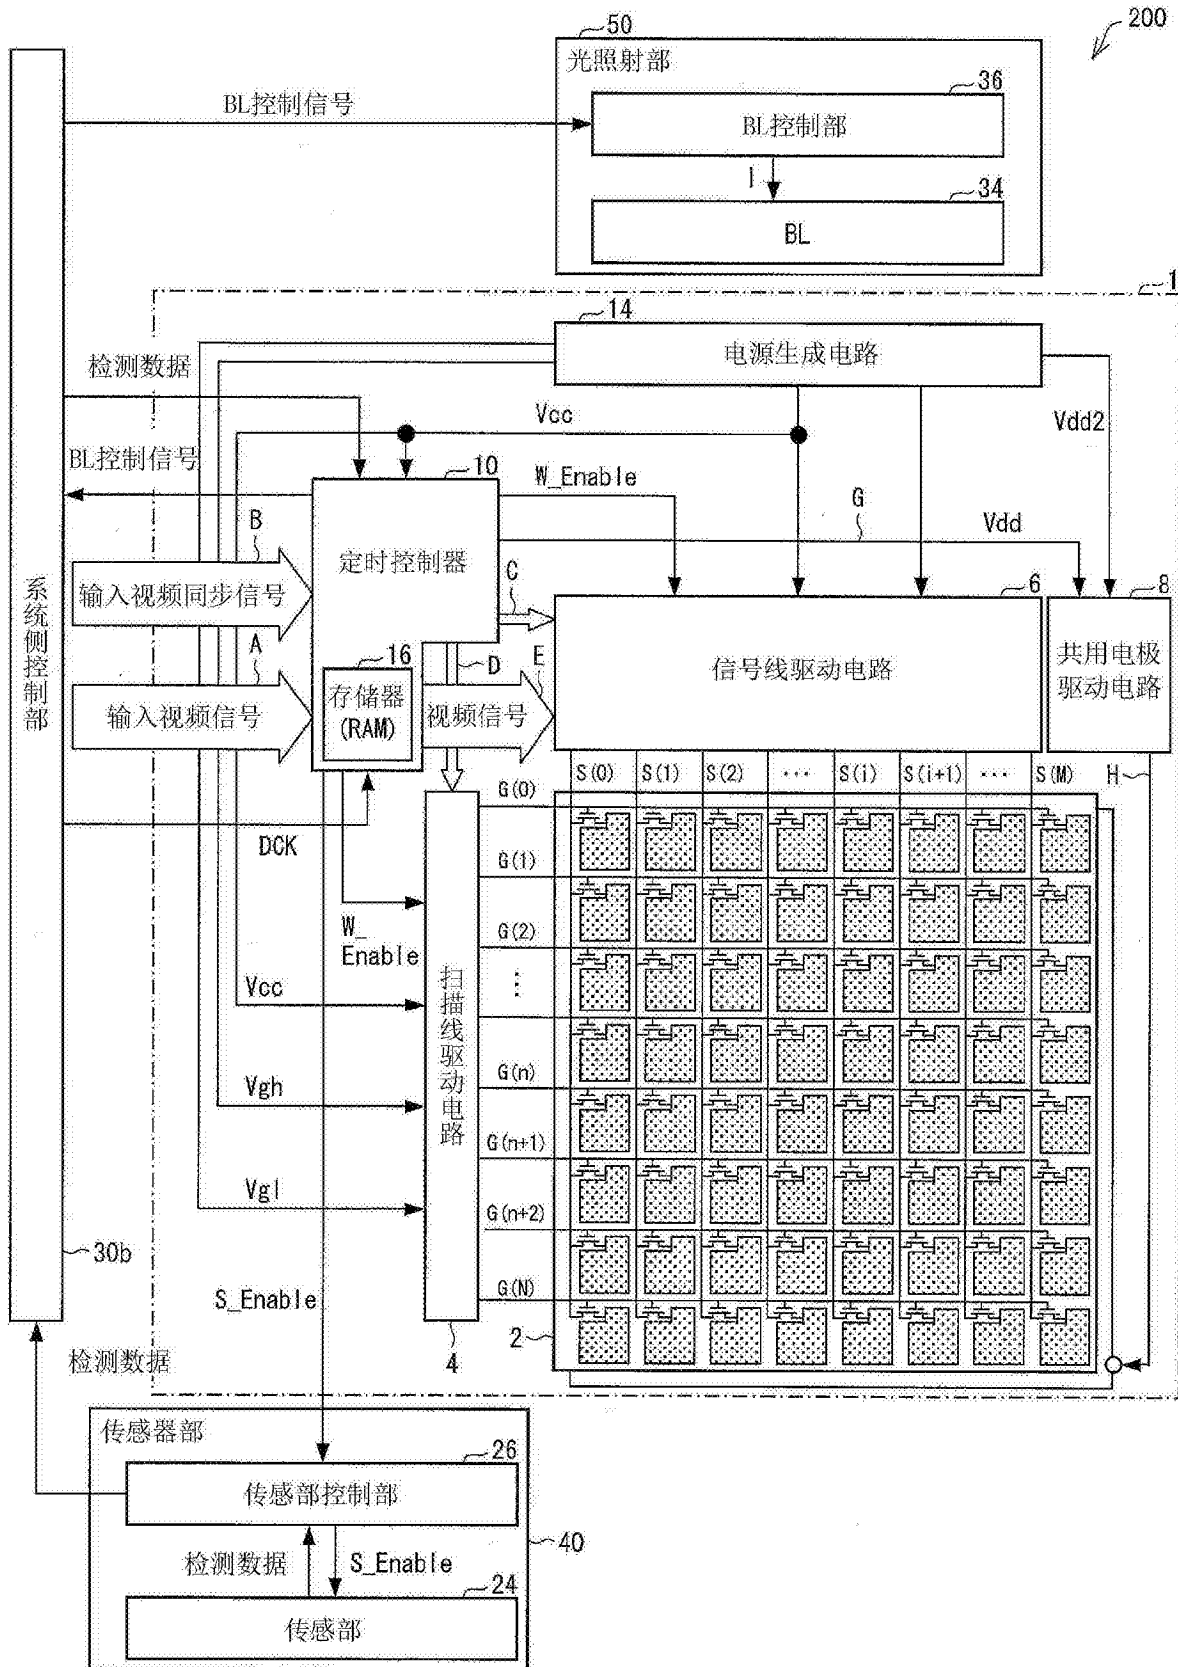 200
50
光照射部
36
BL控制信号
BL控制部
I
34
BL
1
14
电源生成电路
检测数据
Vcc
Vdd2
BL控制信号
10
W_Enable
G
Vdd
B
定时控制器
C
6
8
输入视频同步信号
系统侧控制部
A
16
D
E
信号线驱动电路
共用电极
驱动电路
输入视频信号
存储器
(RAM)
视频信号
S(0) S(1) S(2) ··· S(i) S(i+1) ··· S(M)
H
G(0)
DCK
G(1)
W_
Enable
G(2)
⋮
Vcc
扫描线驱动电路
G(n)
Vgh
G(n+1)
Vgl
G(n+2)
30b
G(N)
S_Enable
2
4
检测数据
传感器部
26
传感部控制部
40
检测数据
S_Enable
24
传感部